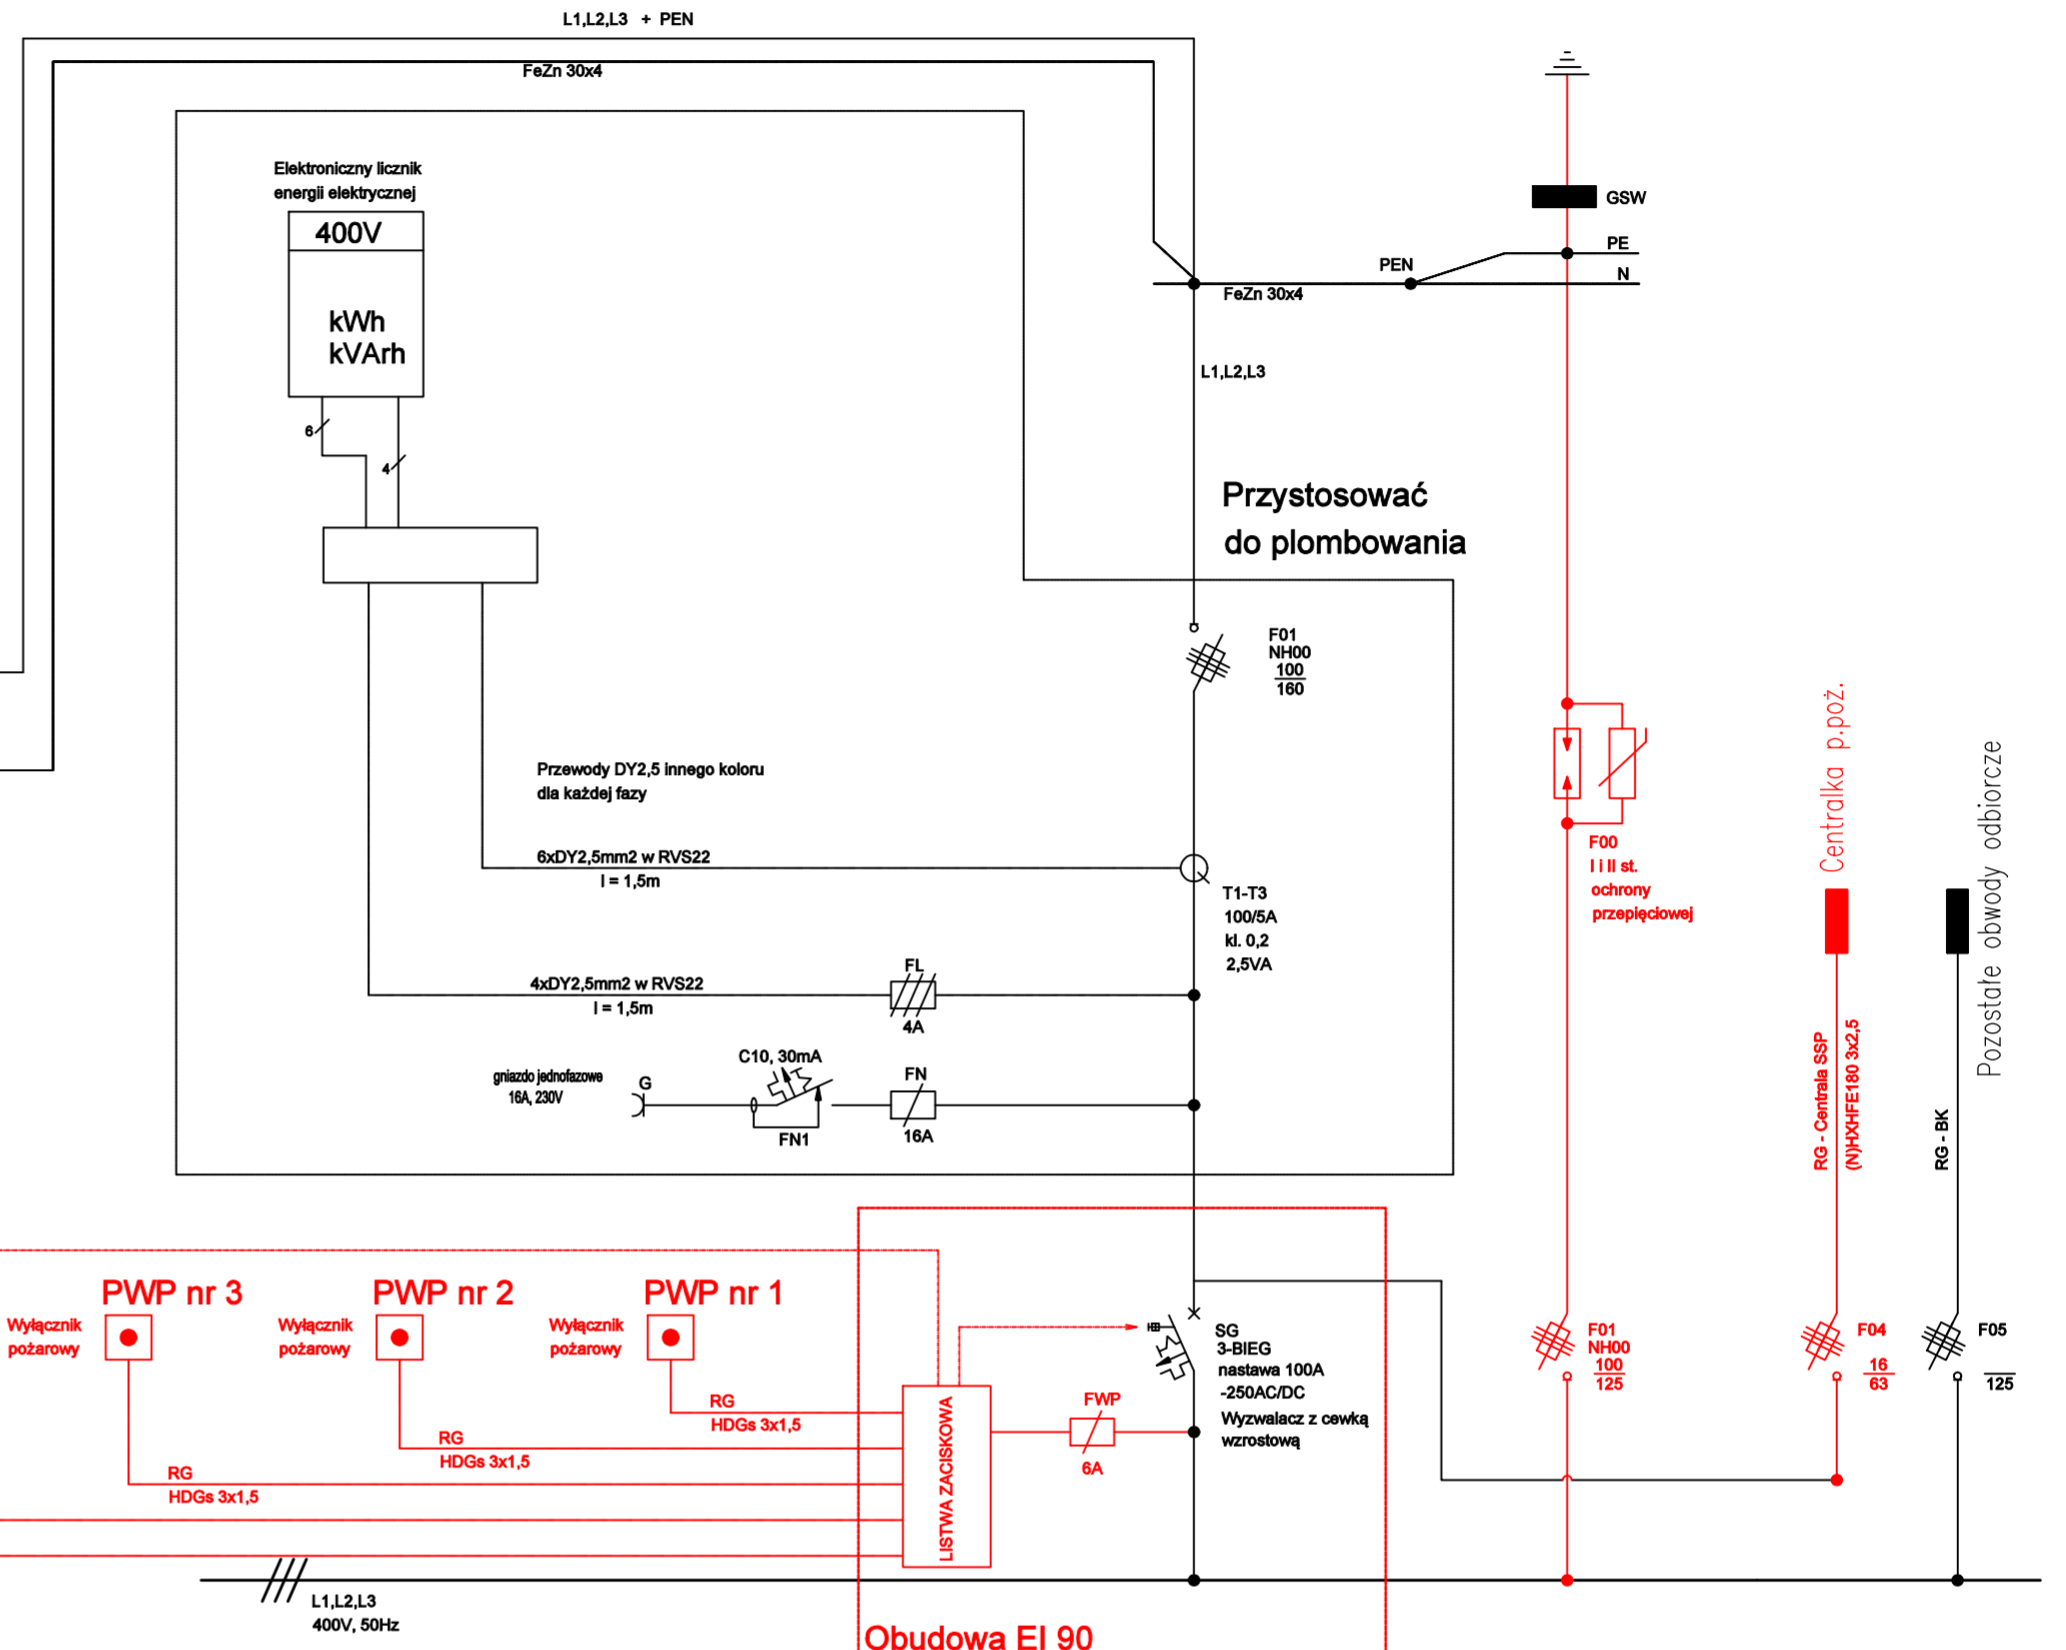 L1,L2,L3 + PEN
FeZn 30x4
Elektroniczny licznik
energii elektrycznej
400V
kWh
kVArh
6
4
GSW
PE
PEN
N
FeZn 30x4
L1,L2,L3
Przystosować
do plombowania
F01
NH00
100
160
Przewody DY2,5 innego koloru
dla każdej fazy
6xDY2,5mm2 w RVS22
l = 1,5m
T1-T3
100/5A
kl. 0,2
2,5VA
4xDY2,5mm2 w RVS22
l = 1,5m
FL
4A
gniazdo jednofazowe
16A, 230V
G
C10, 30mA
FN1
FN
16A
F00
I i II st.
ochrony
przepięciowej
Centralka p.poż.
RG - Centrala SSP
(N)HXHFE180 3x2,5
Pozostałe obwody odbiorcze
RG - BK
PWP nr 3
Wyłącznik
pożarowy
PWP nr 2
Wyłącznik
pożarowy
PWP nr 1
Wyłącznik
pożarowy
RG
HDGs 3x1,5
RG
HDGs 3x1,5
RG
HDGs 3x1,5
LISTWA ZACISKOWA
FWP
6A
SG
3-BIEG
nastawa 100A
-250AC/DC
Wyzwalacz z cewką
wzrostową
F01
NH00
100
125
F04
16
63
F05
125
L1,L2,L3
400V, 50Hz
Obudowa EI 90